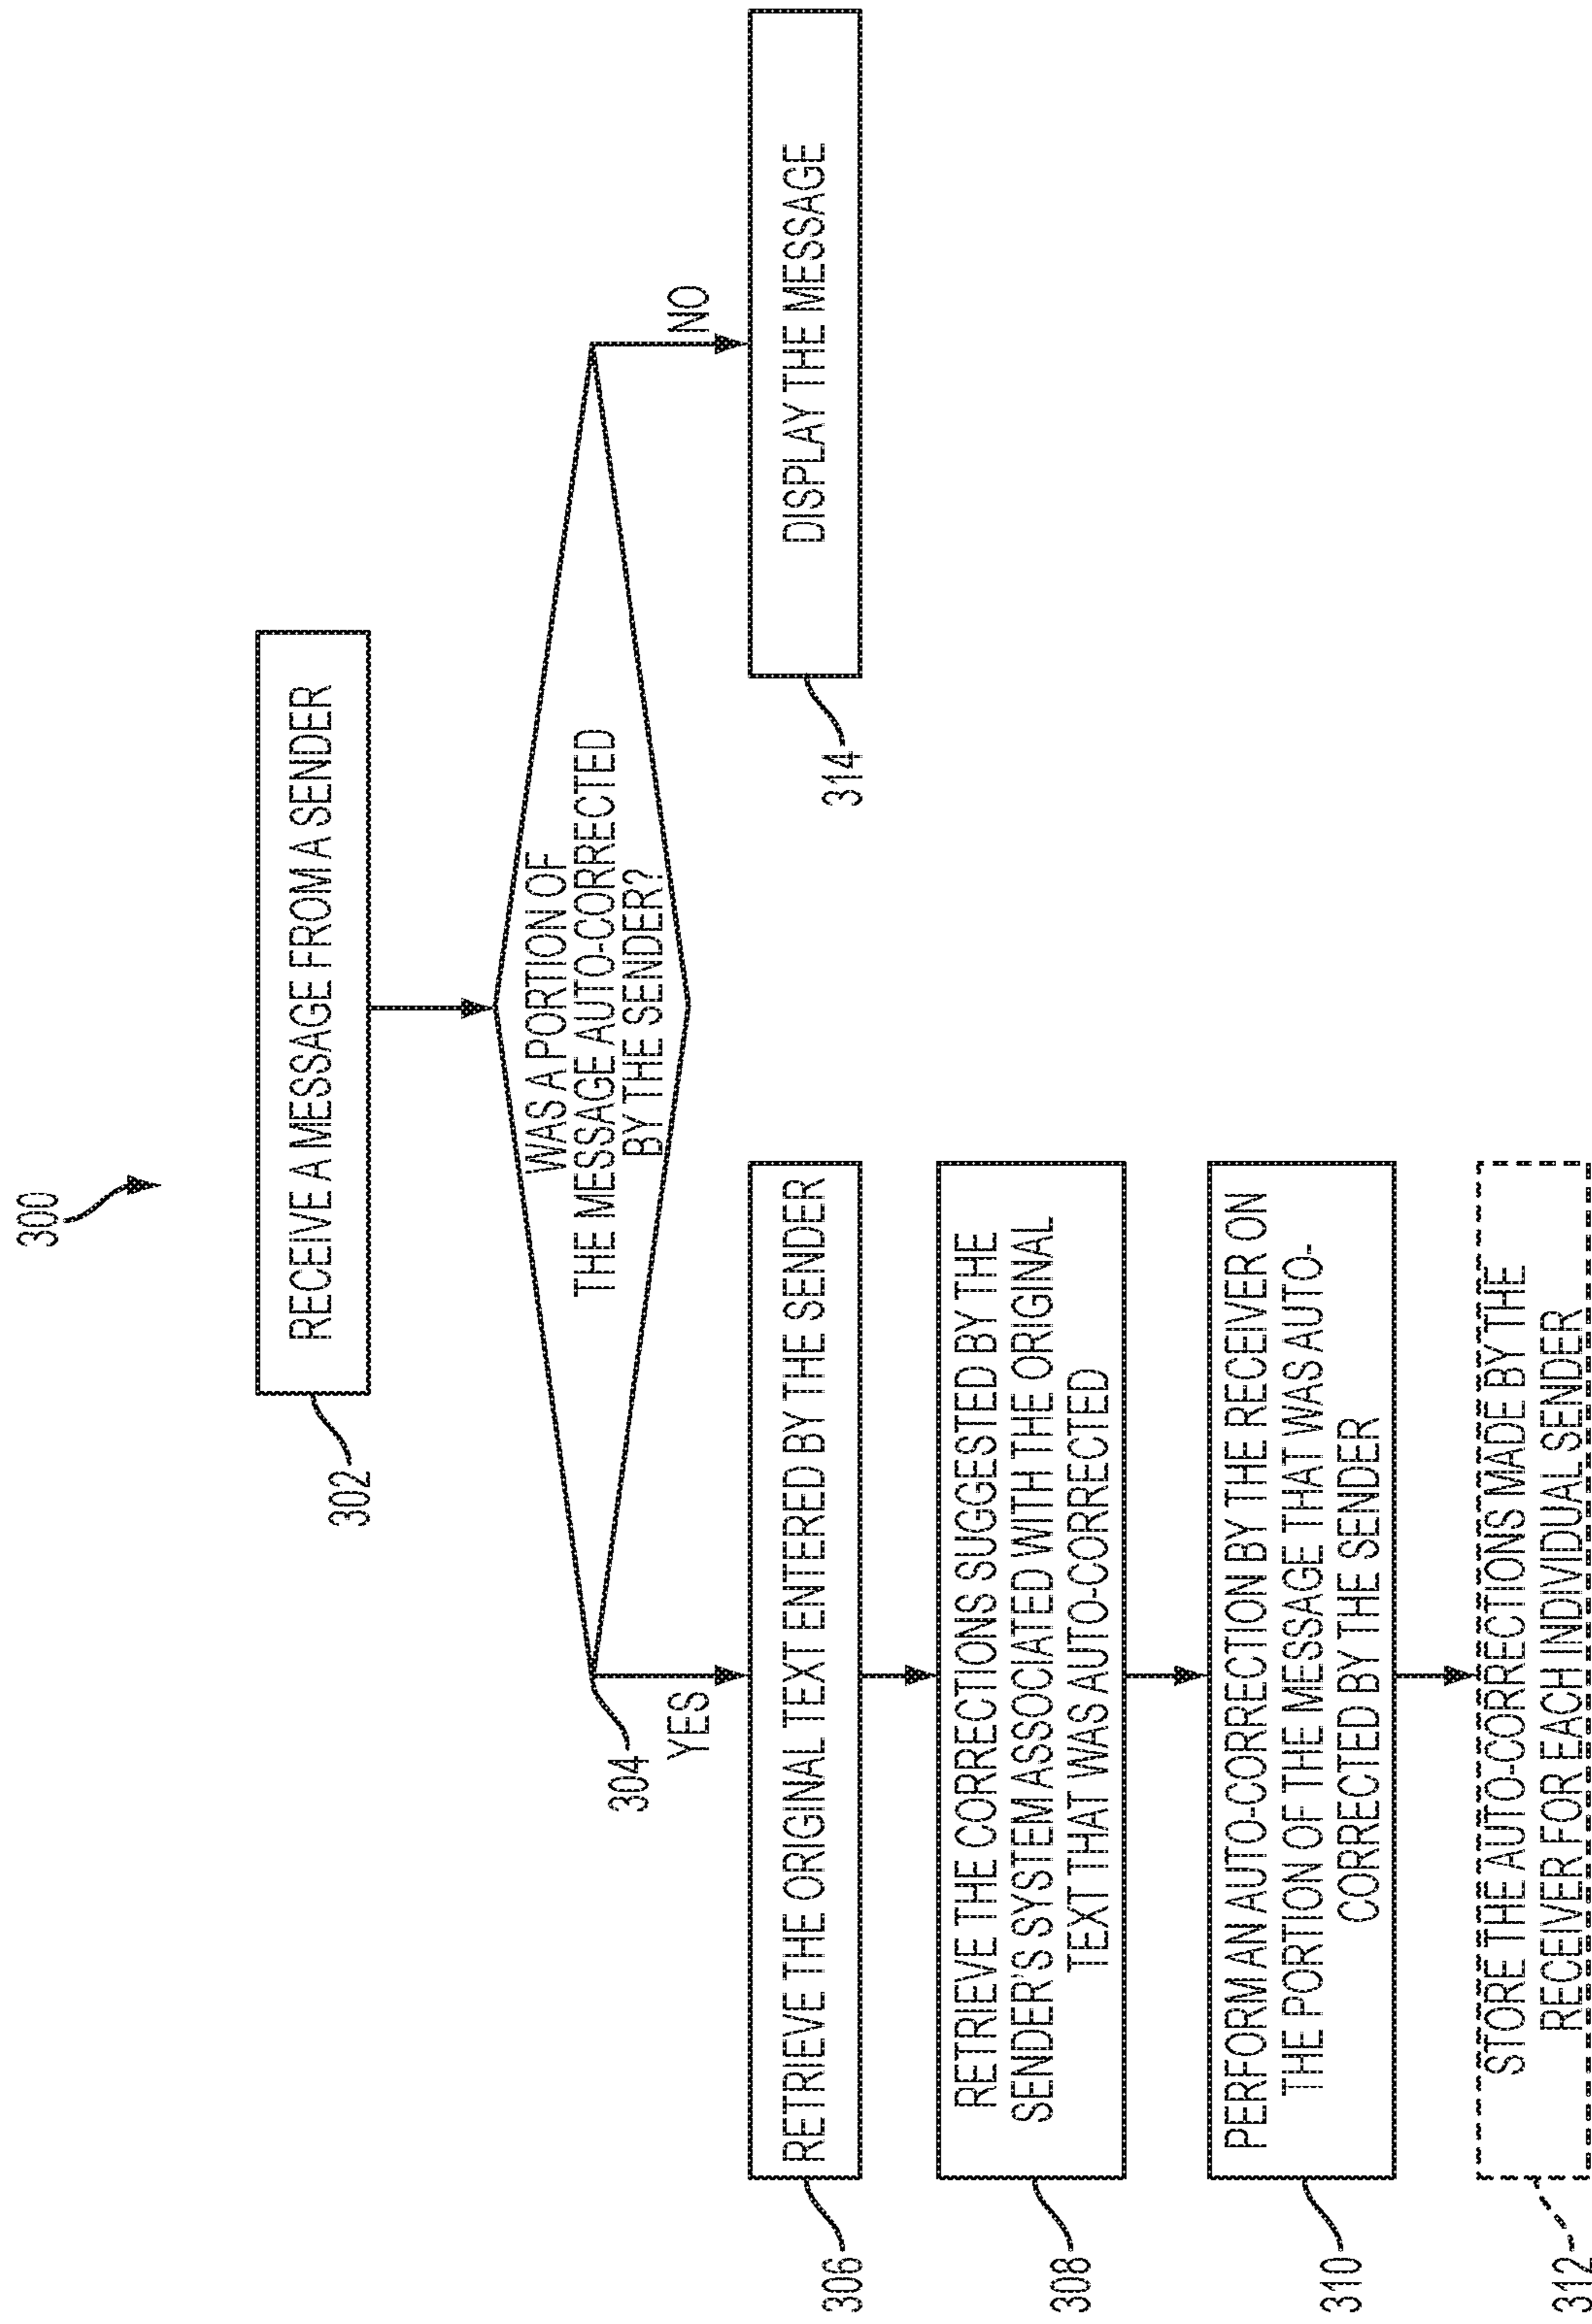 300
RECEIVE A MESSAGE FROM A SENDER
302
WAS A PORTION OF
THE MESSAGE AUTO-CORRECTED
BY THE SENDER?
304
YES
NO
RETRIEVE THE ORIGINAL TEXT ENTERED BY THE SENDER
306
DISPLAY THE MESSAGE
314
RETRIEVE THE CORRECTIONS SUGGESTED BY THE
SENDER'S SYSTEM ASSOCIATED WITH THE ORIGINAL
TEXT THAT WAS AUTO-CORRECTED
308
PERFORM AN AUTO-CORRECTION BY THE RECEIVER ON
THE PORTION OF THE MESSAGE THAT WAS AUTO-
CORRECTED BY THE SENDER
310
STORE THE AUTO-CORRECTIONS MADE BY THE
RECEIVER FOR EACH INDIVIDUAL SENDER
312